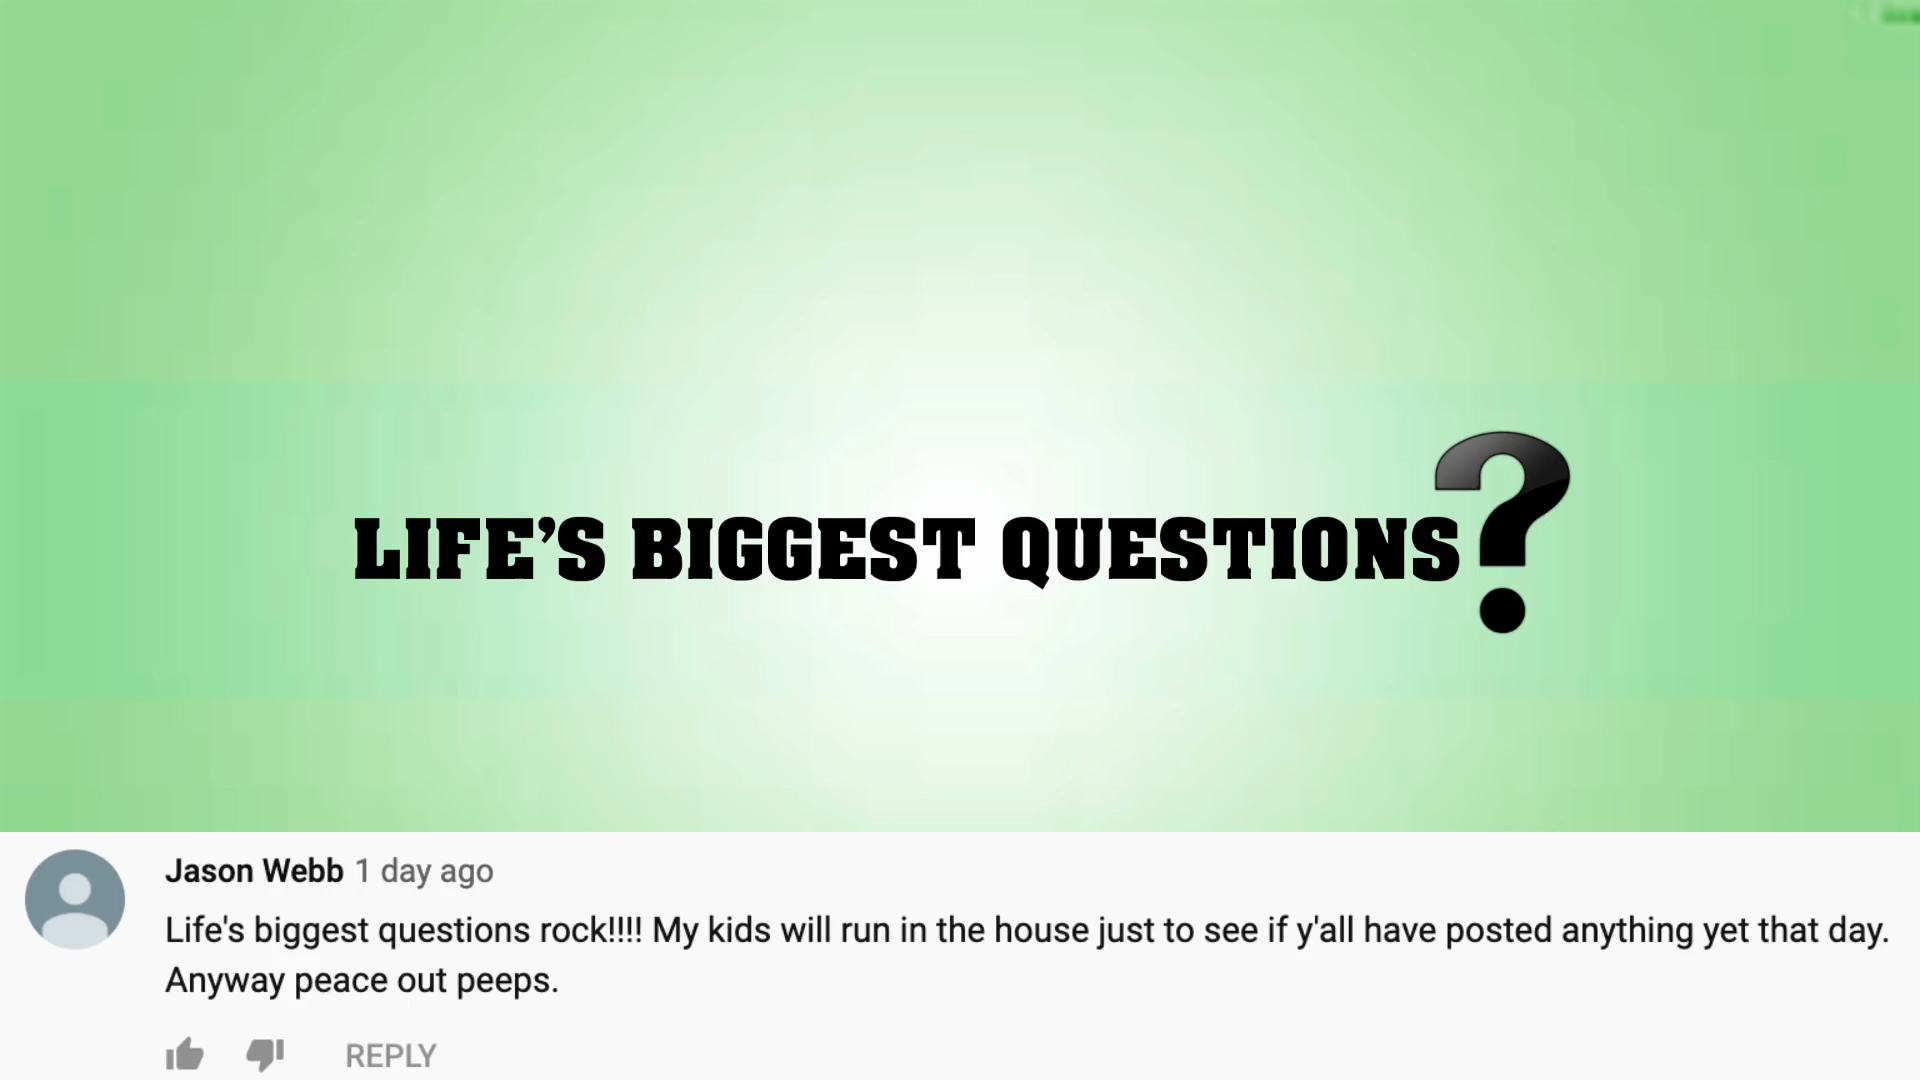 LIFE'S BIGGEST QUESTIONS?
Jason Webb 1 day ago
Life's biggest questions rock!!!! My kids will run in the house just to see if y'all have posted anything yet that day.
Anyway peace out peeps.
REPLY